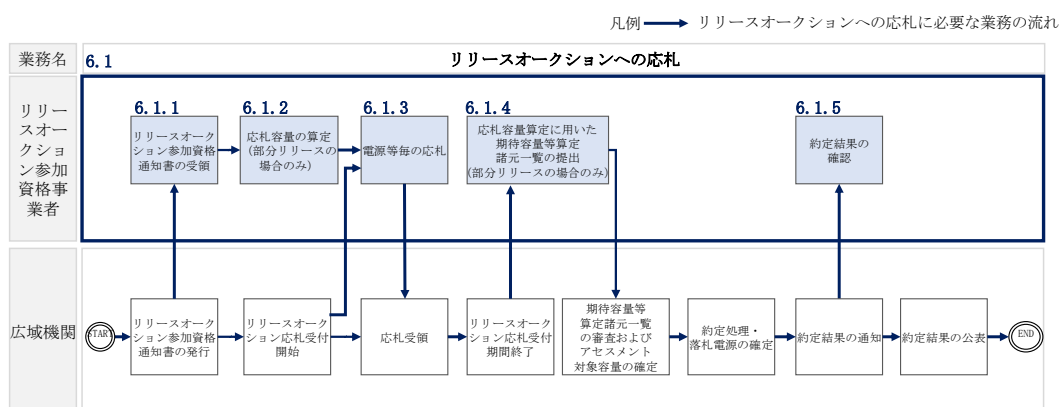 凡例 リリースオークションへの応札に必要な業務の流れ
業務名
6.1
リリースオークションへの応札
リリー
スオー
クショ
ン参加
資格事
業者
6.1.1
リリースオーク
ション参加資格
通知書の受領
6.1.2
応札容量の算定
(部分リリースの
場合のみ)
6.1.3
電源等毎の応札
6.1.4
応札容量算定に用いた
期待容量等算定
諸元一覧の提出
(部分リリースの場合のみ)
6.1.5
約定結果の
確認
広域機関
START
リリースオーク
ション参加資格
通知書の発行
リリースオーク
ション応札受付
開始
応札受領
リリースオーク
ション応札受付
期間終了
期待容量等
算定諸元一覧
の審査および
アセスメント
対象容量の確定
約定処理・
落札電源の確定
約定結果の通知
約定結果の公表
END